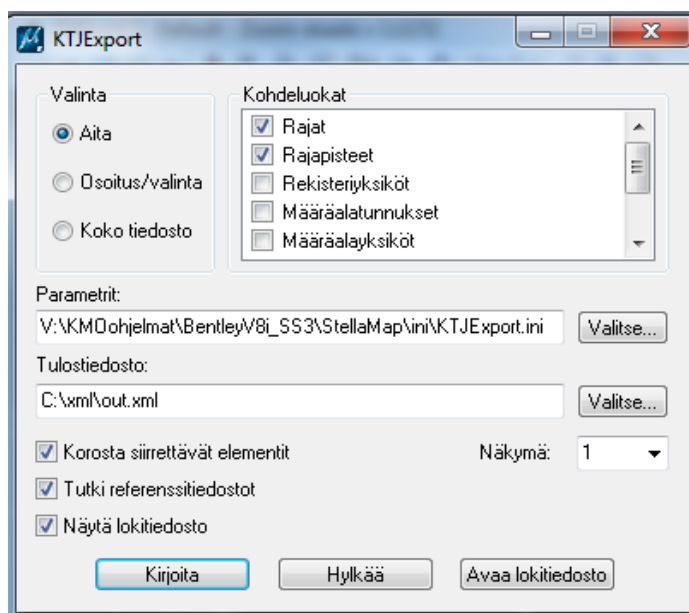 KTJExport
Valinta
Aita
Osoitus/valinta
Koko tiedosto
Kohdeluokat
Rajat
Rajapisteet
Rekisteriyksiköt
Määräalatunnukset
Määräalayksiköt
Parametrit:
V:\KMOohjelmat\BentleyV8i_SS3\StellaMap\ini\KTJExport.ini
Valitse...
Tulostiedosto:
C:\xml\out.xml
Valitse...
Korosta siirrettävät elementit
Näkymä:
1
Tutki referenssitiedostot
Näytä lokitiedosto
Kirjoita
Hylkää
Avaa lokitiedosto